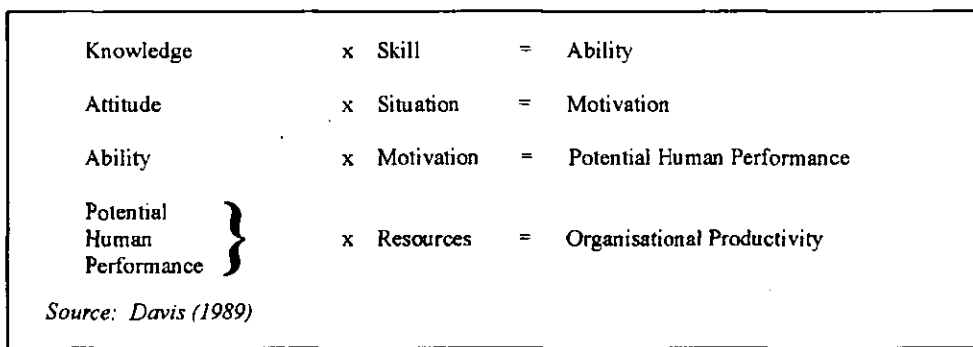 Knowledge x Skill = Ability
Attitude x Situation = Motivation
Ability x Motivation = Potential Human Performance
Potential
Human } x Resources = Organisational Productivity
Performance
Source: Davis (1989)